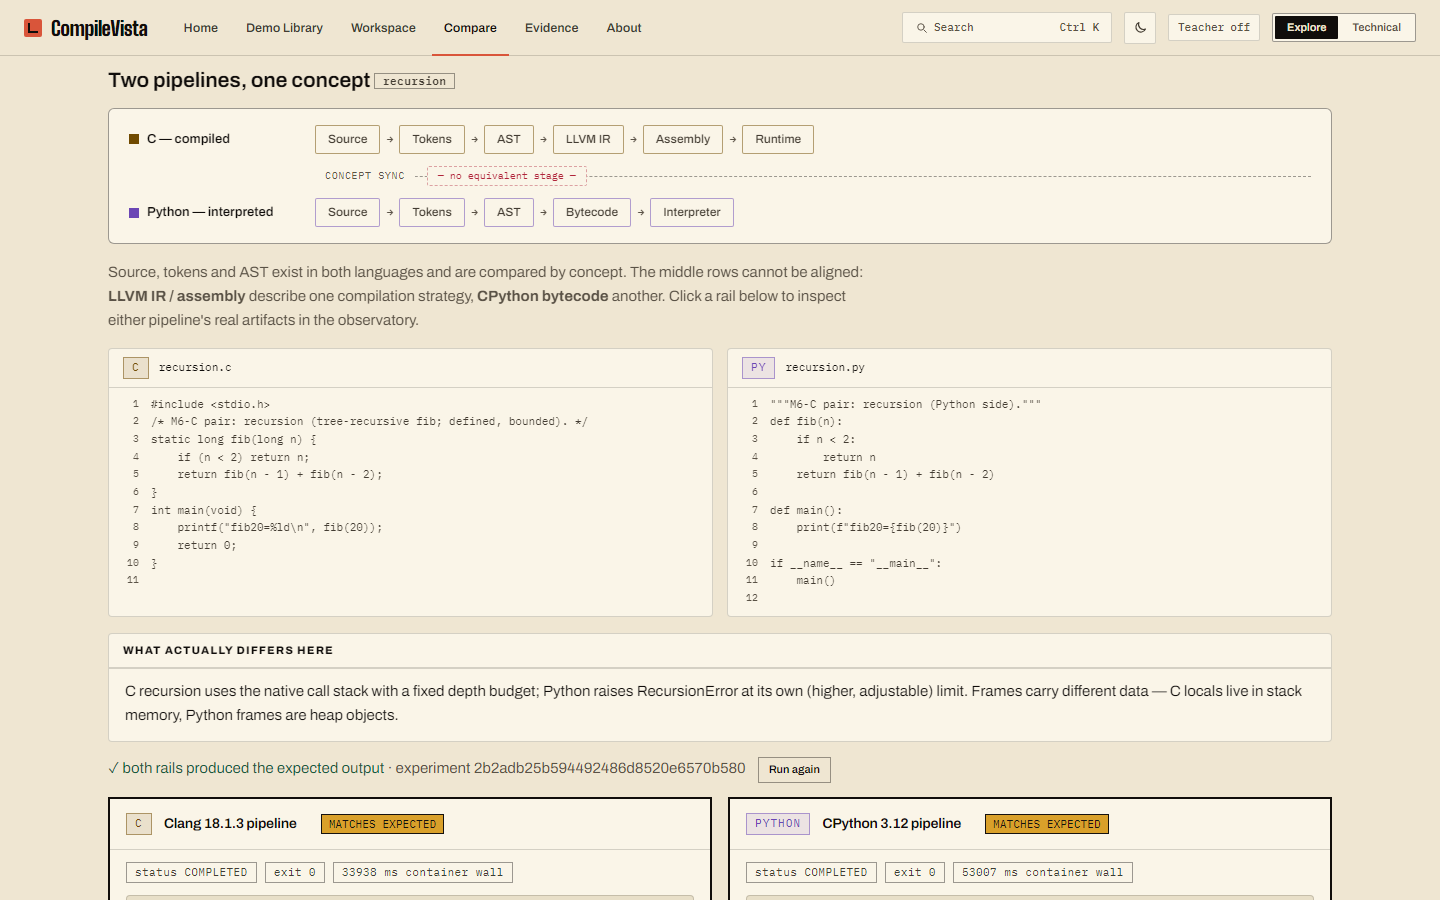 CompileVista Home Demo Library Workspace Compare Evidence About Search Ctrl K Teacher off Explore Technical
Two pipelines, one concept recursion
C — compiled Source → Tokens → AST → LLVM IR → Assembly → Runtime
CONCEPT SYNC — no equivalent stage —
Python — interpreted Source → Tokens → AST → Bytecode → Interpreter
Source, tokens and AST exist in both languages and are compared by concept. The middle rows cannot be aligned:
LLVM IR / assembly describe one compilation strategy, CPython bytecode another. Click a rail below to inspect
either pipeline's real artifacts in the observatory.
C recursion.c
1 #include <stdio.h>
2 /* M6-C pair: recursion (tree-recursive fib; defined, bounded). */
3 static long fib(long n) {
4     if (n < 2) return n;
5     return fib(n - 1) + fib(n - 2);
6 }
7 int main(void) {
8     printf("fib20=%ld\n", fib(20));
9     return 0;
10 }
11
PY recursion.py
1 """M6-C pair: recursion (Python side)."""
2 def fib(n):
3     if n < 2:
4         return n
5     return fib(n - 1) + fib(n - 2)
6
7 def main():
8     print(f"fib20={fib(20)}")
9
10 if __name__ == "__main__":
11     main()
12
WHAT ACTUALLY DIFFERS HERE
C recursion uses the native call stack with a fixed depth budget; Python raises RecursionError at its own (higher, adjustable) limit. Frames carry different data — C locals live in stack
memory, Python frames are heap objects.
✓ both rails produced the expected output · experiment 2b2adb25b594492486d8520e6570b580 Run again
C Clang 18.1.3 pipeline MATCHES EXPECTED
status COMPLETED exit 0 33938 ms container wall
PYTHON CPython 3.12 pipeline MATCHES EXPECTED
status COMPLETED exit 0 53007 ms container wall